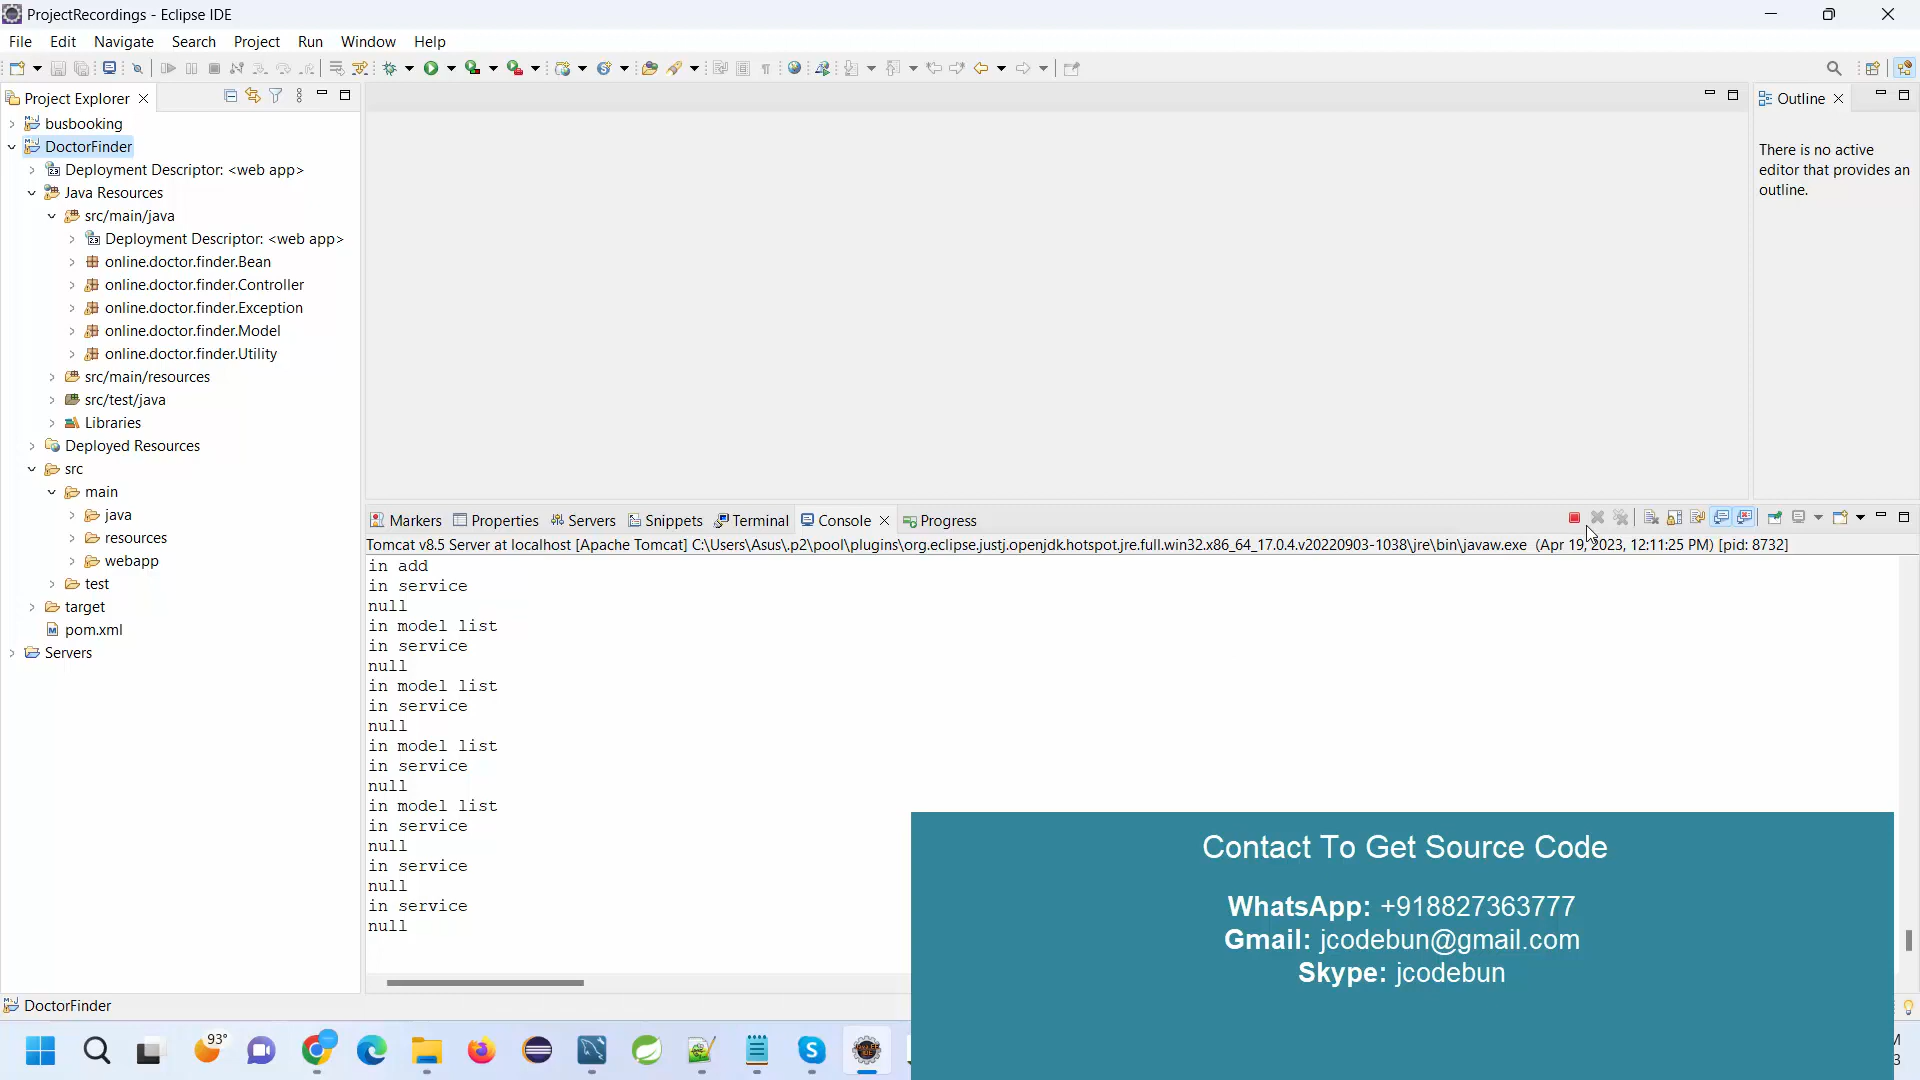 ProjectRecordings - Eclipse IDE
File Edit Navigate Search Project Run Window Help
Project Explorer
busbooking
DoctorFinder
Deployment Descriptor: <web app>
Java Resources
src/main/java
Deployment Descriptor: <web app>
online.doctor.finder.Bean
online.doctor.finder.Controller
online.doctor.finder.Exception
online.doctor.finder.Model
online.doctor.finder.Utility
src/main/resources
src/test/java
Libraries
Deployed Resources
src
main
java
resources
webapp
test
target
pom.xml
Servers
Outline
There is no active
editor that provides an
outline.
Markers Properties Servers Snippets Terminal Console Progress
Tomcat v8.5 Server at localhost [Apache Tomcat] C:\Users\Asus\.p2\pool\plugins\org.eclipse.justj.openjdk.hotspot.jre.full.win32.x86_64_17.0.4.v20220903-1038\jre\bin\javaw.exe (Apr 19, 2023, 12:11:25 PM) [pid: 8732]
in add
in service
null
in model list
in service
null
in model list
in service
null
in model list
in service
null
in model list
in service
null
in service
null
in service
null
Contact To Get Source Code
WhatsApp: +918827363777
Gmail: jcodebun@gmail.com
Skype: jcodebun
DoctorFinder
93°